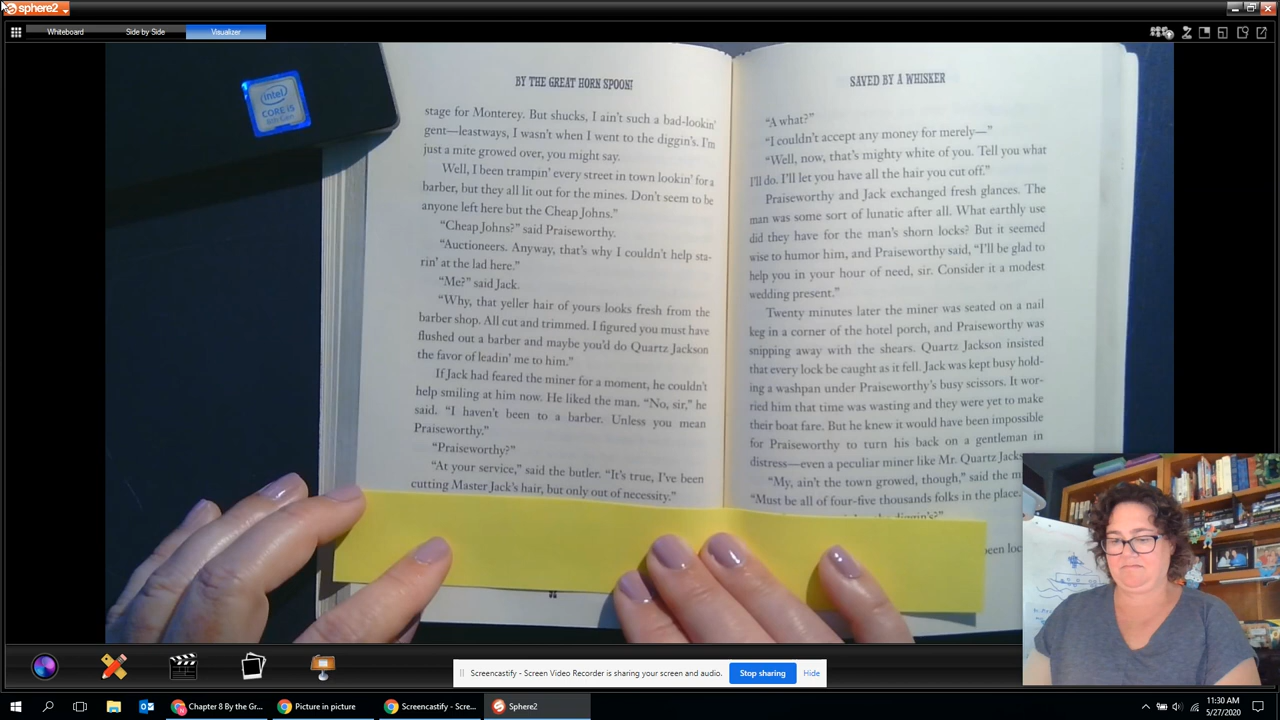 sphere2
Whiteboard
Side by Side
Visualizer
intel
CORE i5
8th Gen
BY THE GREAT HORN SPOON!
stage for Monterey. But shucks, I ain't such a bad-lookin'
gent—leastways, I wasn't when I went to the diggin's. I'm
just a mite growed over, you might say.
Well, I been trampin' every street in town lookin' for a
barber, but they all lit out for the mines. Don't seem to be
anyone left here but the Cheap Johns."
"Cheap Johns?" said Praiseworthy.
"Auctioneers. Anyway, that's why I couldn't help sta-
rin' at the lad here."
"Me?" said Jack.
"Why, that yeller hair of yours looks fresh from the
barber shop. All cut and trimmed. I figured you must have
flushed out a barber and maybe you'd do Quartz Jackson
the favor of leadin' me to him."
If Jack had feared the miner for a moment, he couldn't
help smiling at him now. He liked the man. "No, sir," he
said. "I haven't been to a barber. Unless you mean
Praiseworthy."
"Praiseworthy?"
"At your service," said the butler. "It's true, I've been
cutting Master Jack's hair, but only out of necessity."
SAVED BY A WHISKER
"A what?"
"I couldn't accept any money for merely—"
"Well, now, that's mighty white of you. Tell you what
I'll do. I'll let you have all the hair you cut off."
Praiseworthy and Jack exchanged fresh glances. The
man was some sort of lunatic after all. What earthly use
did they have for the man's shorn locks? But it seemed
wise to humor him, and Praiseworthy said, "I'll be glad to
help you in your hour of need, sir. Consider it a modest
wedding present."
Twenty minutes later the miner was seated on a nail
keg in a corner of the hotel porch, and Praiseworthy was
snipping away with the shears. Quartz Jackson insisted
that every lock be caught as it fell. Jack was kept busy hold-
ing a washpan under Praiseworthy's busy scissors. It wor-
ried him that time was wasting and they were yet to make
their boat fare. But he knew it would have been impossible
for Praiseworthy to turn his back on a gentleman in
distress—even a peculiar miner like Mr. Quartz Jacks
"My, ain't the town growed, though," said the m
"Must be all of four-five thousands folks in the place.
diggin's?"
been loc
Screencastify - Screen Video Recorder is sharing your screen and audio.
Stop sharing
Hide
Chapter 8 By the Gr...
Picture in picture
Screencastify - Scree...
Sphere2
11:30 AM
5/27/2020